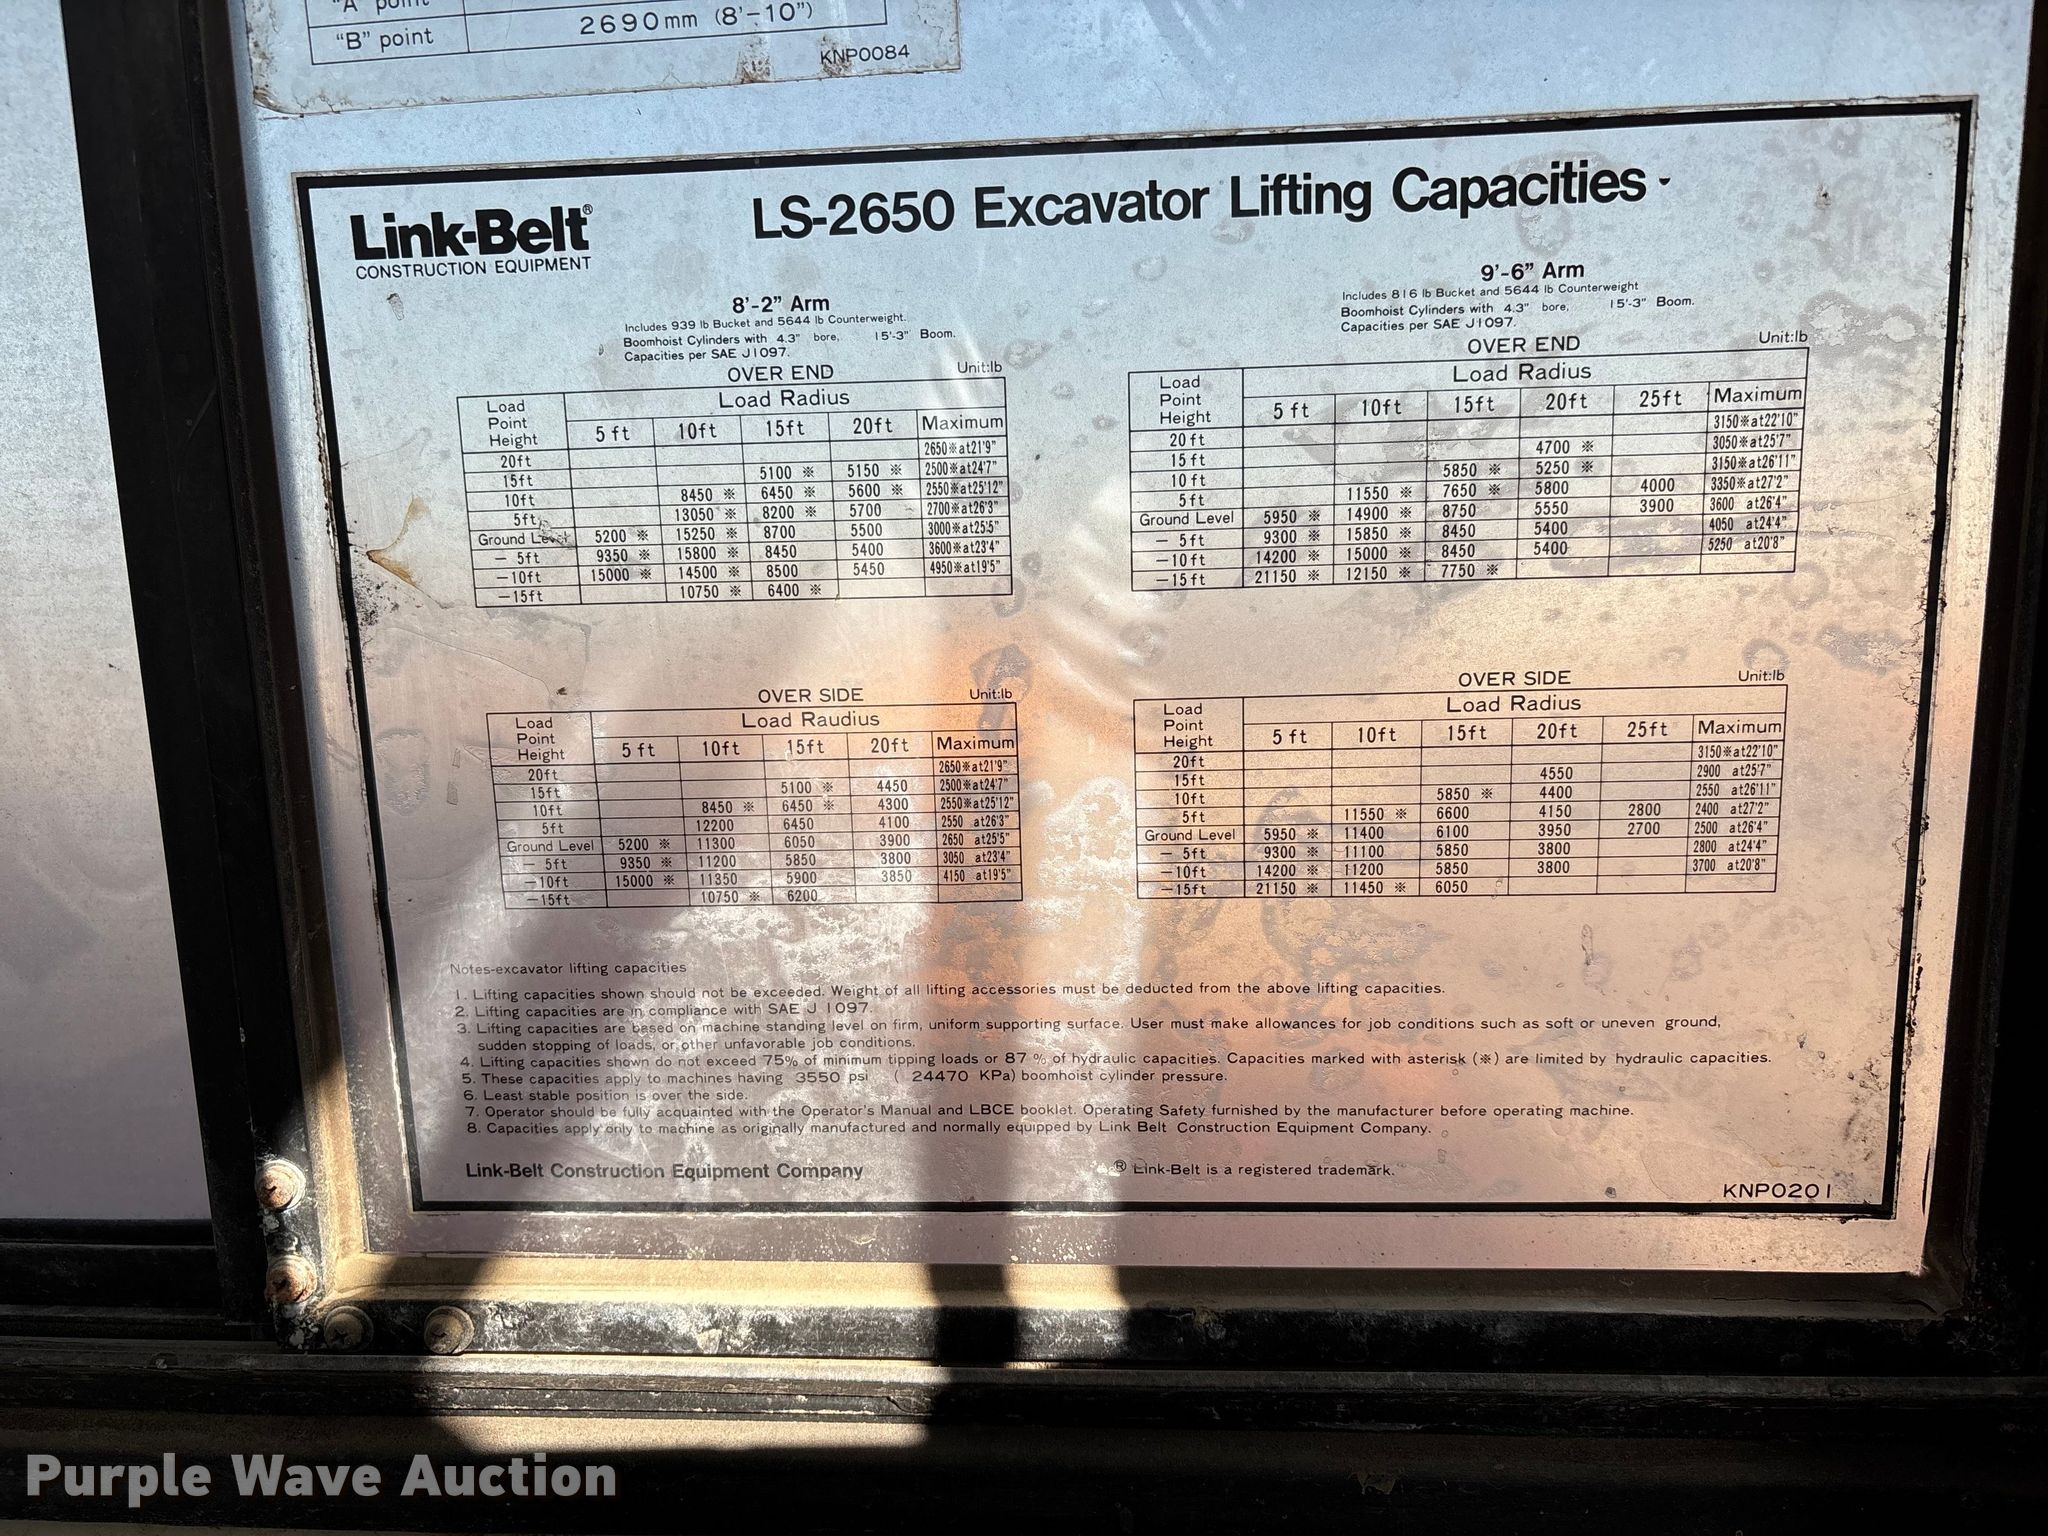 "A" point
"B" point 2690mm (8'-10")
KNP0084
Link-Belt®
CONSTRUCTION EQUIPMENT
LS-2650 Excavator Lifting Capacities
8'-2" Arm
Includes 939 lb Bucket and 5644 lb Counterweight.
Boomhoist Cylinders with 4.3" bore, 15'-3" Boom.
Capacities per SAE J1097.
OVER END Unit:lb
Load Point Height Load Radius
5 ft 10ft 15ft 20ft Maximum
20ft 2650※at21'9"
15ft 5100 ※ 5150 ※ 2500※at24'7"
10ft 8450 ※ 6450 ※ 5600 ※ 2550※at25'12"
5ft 13050 ※ 8200 ※ 5700 2700※at26'3"
Ground Level 5200 ※ 15250 ※ 8700 5500 3000※at25'5"
- 5ft 9350 ※ 15800 ※ 8450 5400 3600※at23'4"
-10ft 15000 ※ 14500 ※ 8500 5450 4950※at19'5"
-15ft 10750 ※ 6400 ※
9'-6" Arm
Includes 816 lb Bucket and 5644 lb Counterweight
Boomhoist Cylinders with 4.3" bore, 15'-3" Boom.
Capacities per SAE J1097.
OVER END Unit:lb
Load Point Height Load Radius
5 ft 10ft 15ft 20ft 25ft Maximum
20ft 3150※at22'10"
15ft 4700 ※ 3050※at25'7"
10ft 5850 ※ 5250 ※ 3150※at26'11"
5ft 11550 ※ 7650 ※ 5800 4000 3350※at27'2"
Ground Level 5950 ※ 14900 ※ 8750 5550 3900 3600 at26'4"
- 5ft 9300 ※ 15850 ※ 8450 5400 4050 at24'4"
-10ft 14200 ※ 15000 ※ 8450 5400 5250 at20'8"
-15ft 21150 ※ 12150 ※ 7750 ※
OVER SIDE Unit:lb
Load Point Height Load Raudius
5 ft 10ft 15ft 20ft Maximum
20ft 2650※at21'9"
15ft 5100 ※ 4450 2500※at24'7"
10ft 8450 ※ 6450 ※ 4300 2550※at25'12"
5ft 12200 6450 4100 2550 at26'3"
Ground Level 5200 ※ 11300 6050 3900 2650 at25'5"
- 5ft 9350 ※ 11200 5850 3800 3050 at23'4"
-10ft 15000 ※ 11350 5900 3850 4150 at19'5"
-15ft 10750 ※ 6200
OVER SIDE Unit:lb
Load Point Height Load Radius
5 ft 10ft 15ft 20ft 25ft Maximum
20ft 3150※at22'10"
15ft 4550 2900 at25'7"
10ft 5850 ※ 4400 2550 at26'11"
5ft 11550 ※ 6600 4150 2800 2400 at27'2"
Ground Level 5950 ※ 11400 6100 3950 2700 2500 at26'4"
- 5ft 9300 ※ 11100 5850 3800 2800 at24'4"
-10ft 14200 ※ 11200 5850 3800 3700 at20'8"
-15ft 21150 ※ 11450 ※ 6050
Notes-excavator lifting capacities
1. Lifting capacities shown should not be exceeded. Weight of all lifting accessories must be deducted from the above lifting capacities.
2. Lifting capacities are in compliance with SAE J 1097.
3. Lifting capacities are based on machine standing level on firm, uniform supporting surface. User must make allowances for job conditions such as soft or uneven ground,
sudden stopping of loads, or other unfavorable job conditions.
4. Lifting capacities shown do not exceed 75% of minimum tipping loads or 87 % of hydraulic capacities. Capacities marked with asterisk (※) are limited by hydraulic capacities.
5. These capacities apply to machines having 3550 psi ( 24470 KPa) boomhoist cylinder pressure.
6. Least stable position is over the side.
7. Operator should be fully acquainted with the Operator's Manual and LBCE booklet. Operating Safety furnished by the manufacturer before operating machine.
8. Capacities apply only to machine as originally manufactured and normally equipped by Link Belt Construction Equipment Company.
Link-Belt Construction Equipment Company
® Link-Belt is a registered trademark.
KNP0201
Purple Wave Auction